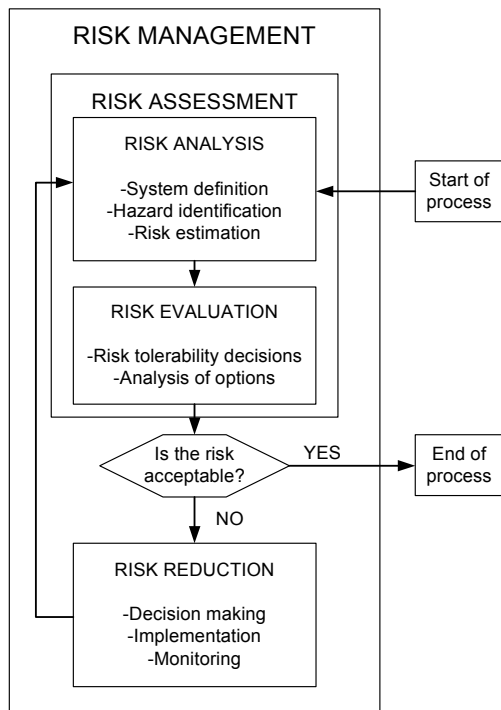 RISK MANAGEMENT
RISK ASSESSMENT
RISK ANALYSIS
-System definition
-Hazard identification
-Risk estimation
Start of
process
RISK EVALUATION
-Risk tolerability decisions
-Analysis of options
Is the risk
acceptable?
YES
End of
process
NO
RISK REDUCTION
-Decision making
-Implementation
-Monitoring